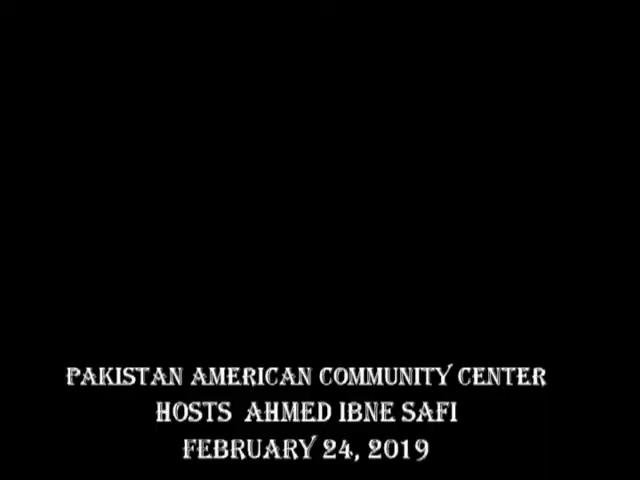 PAKISTAN AMERICAN COMMUNITY CENTER
HOSTS AHMED IBNE SAFI
FEBRUARY 24, 2019